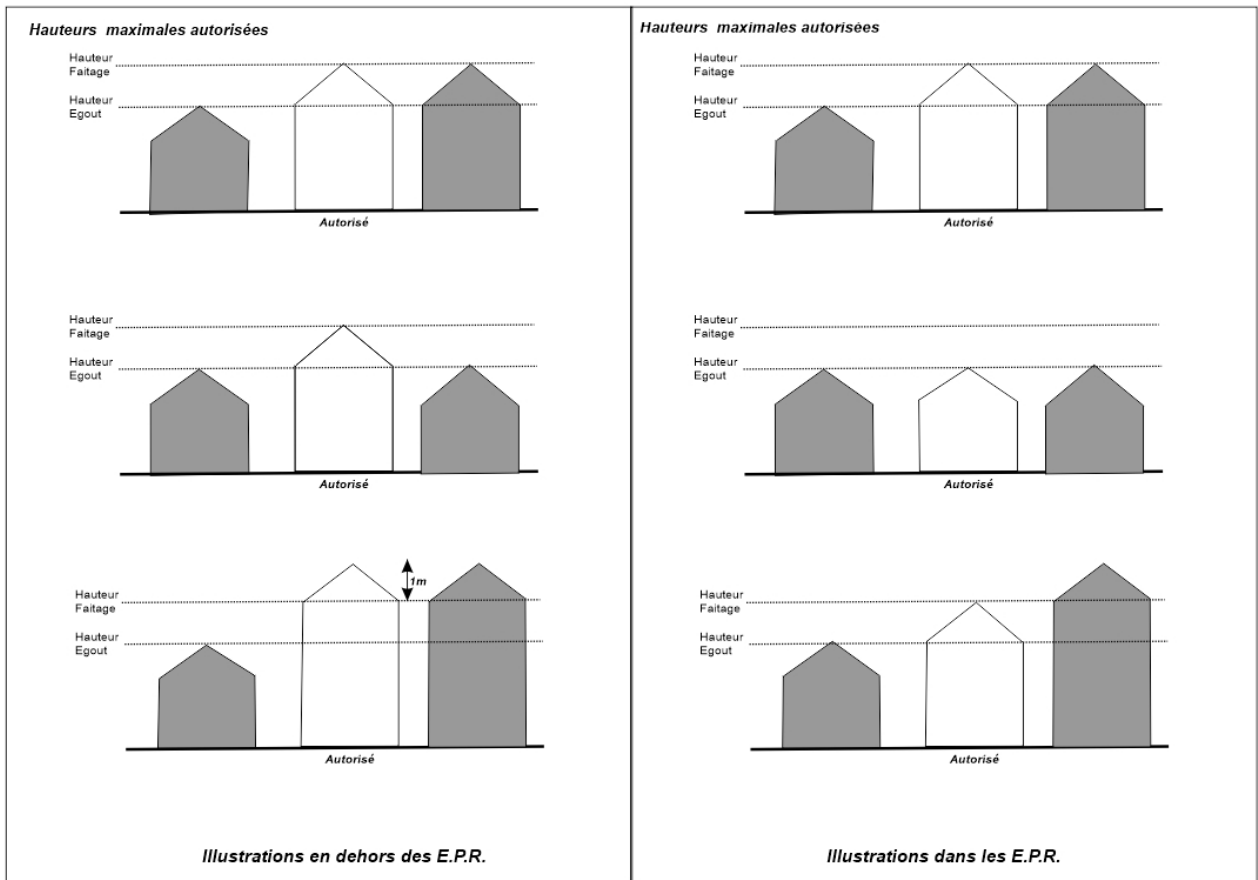 Hauteurs maximales autorisées
Hauteur
Faitage
Hauteur
Egout
Autorisé
Hauteur
Faitage
Hauteur
Egout
Autorisé
1m
Hauteur
Faitage
Hauteur
Egout
Autorisé
Illustrations en dehors des E.P.R.
Hauteurs maximales autorisées
Hauteur
Faitage
Hauteur
Egout
Autorisé
Hauteur
Faitage
Hauteur
Egout
Autorisé
Hauteur
Faitage
Hauteur
Egout
Autorisé
Illustrations dans les E.P.R.